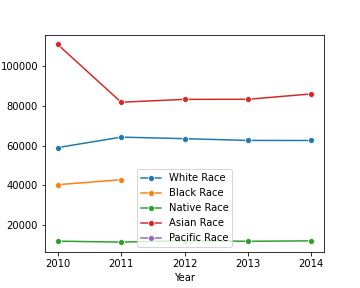 100000
80000
60000
40000
20000
White Race
Black Race
Native Race
Asian Race
Pacific Race
2010 2011 2012 2013 2014
Year